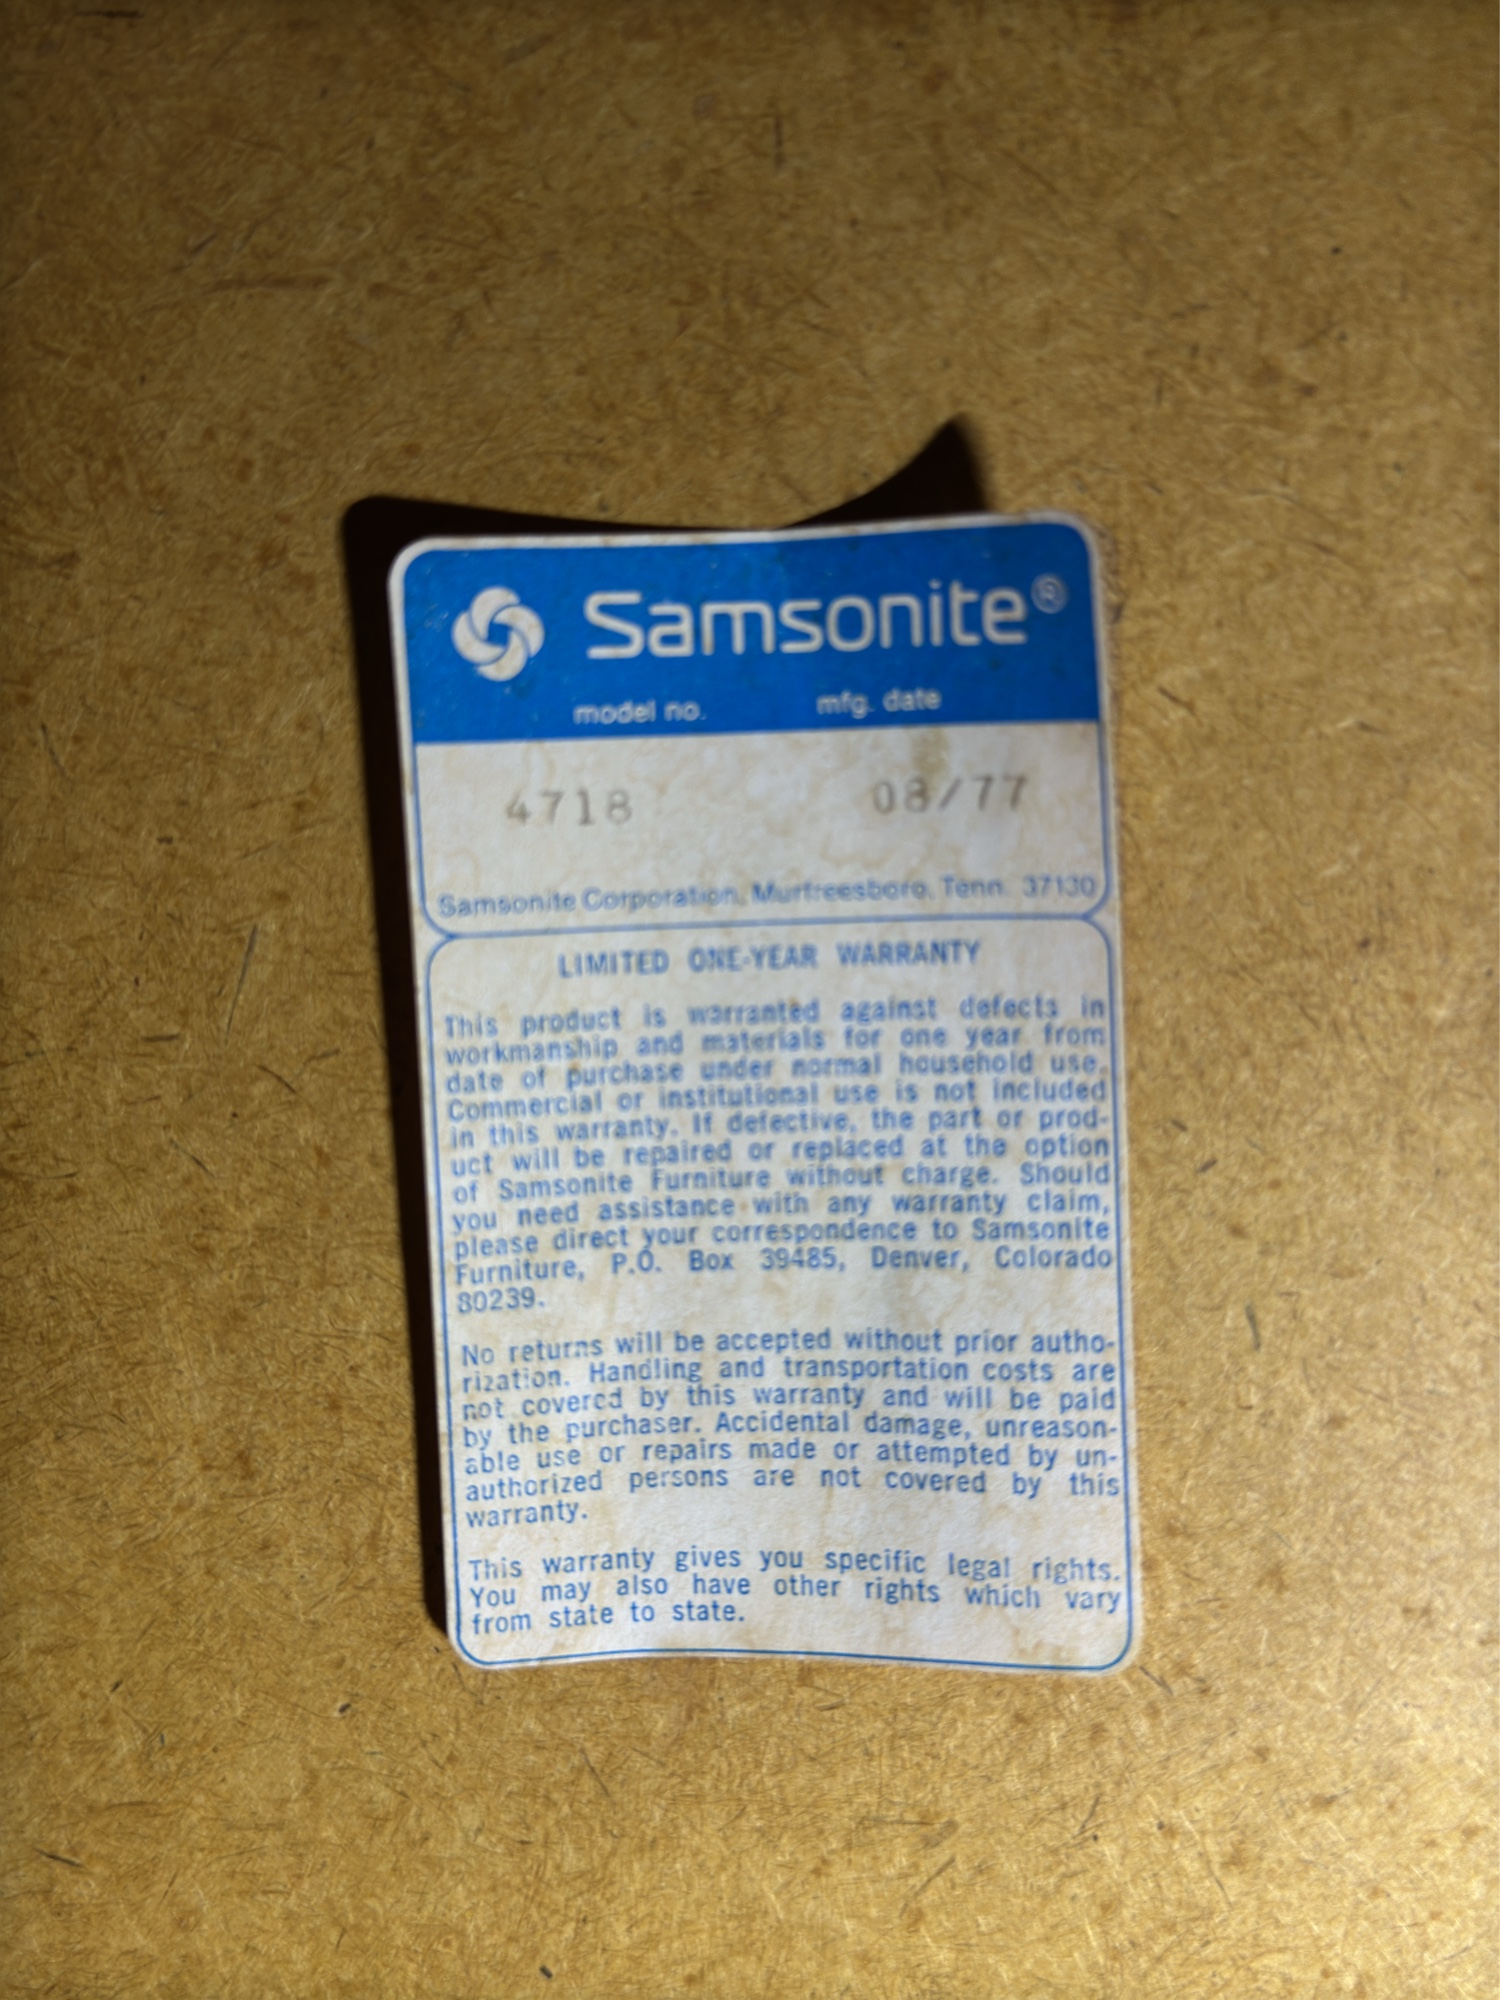 Samsonite®
model no. mfg. date
4718 08/77
Samsonite Corporation, Murfreesboro, Tenn. 37130
LIMITED ONE-YEAR WARRANTY
This product is warranted against defects in
workmanship and materials for one year from
date of purchase under normal household use.
Commercial or institutional use is not included
in this warranty. If defective, the part or prod-
uct will be repaired or replaced at the option
of Samsonite Furniture without charge. Should
you need assistance with any warranty claim,
please direct your correspondence to Samsonite
Furniture, P.O. Box 39485, Denver, Colorado
80239.
No returns will be accepted without prior autho-
rization. Handling and transportation costs are
not covered by this warranty and will be paid
by the purchaser. Accidental damage, unreason-
able use or repairs made or attempted by un-
authorized persons are not covered by this
warranty.
This warranty gives you specific legal rights.
You may also have other rights which vary
from state to state.